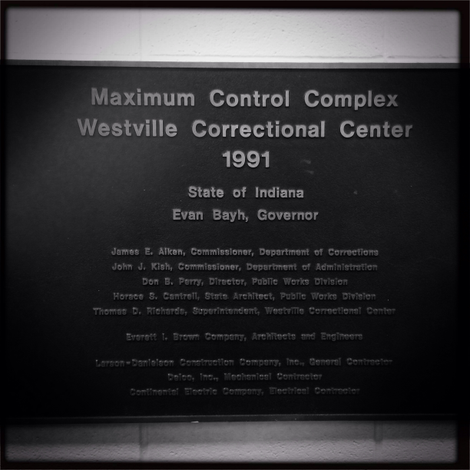 Maximum Control Complex
Westville Correctional Center
1991
State of Indiana
Evan Bayh, Governor
James E. Aiken, Commissioner, Department of Corrections
John J. Kish, Commissioner, Department of Administration
Don B. Perry, Director, Public Works Division
Horace S. Cantrell, State Architect, Public Works Division
Thomas D. Richards, Superintendent, Westville Correctional Center
Everett I. Brown Company, Architects and Engineers
Larson-Danielson Construction Company, Inc., General Contractor
Inc., Mechanical Contractor
Continental Electric Company, Electrical Contractor